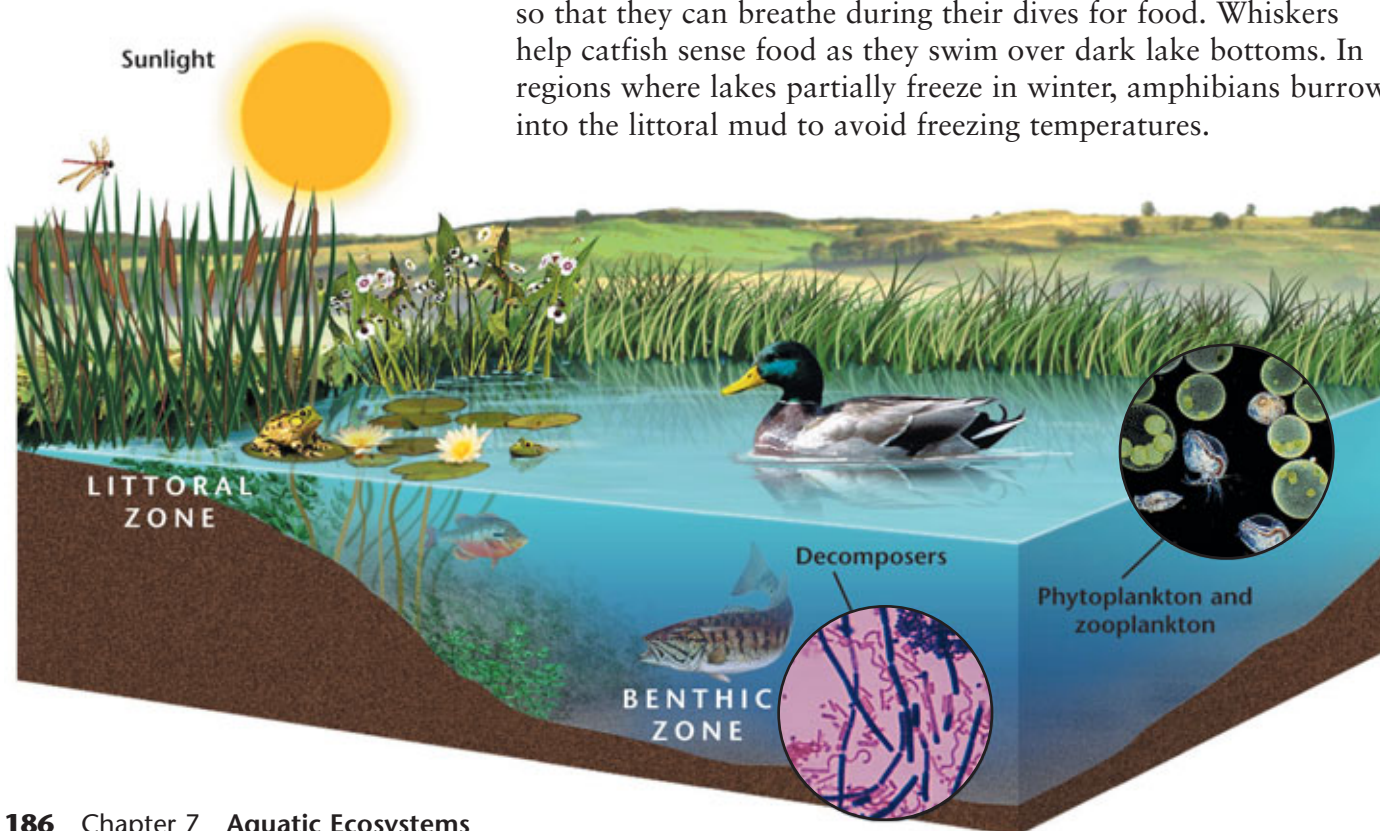 so that they can breathe during their dives for food. Whiskers
help catfish sense food as they swim over dark lake bottoms. In
regions where lakes partially freeze in winter, amphibians burrow
into the littoral mud to avoid freezing temperatures.
Sunlight
LITTORAL
ZONE
Decomposers
Phytoplankton and
zooplankton
BENTHIC
ZONE
186 Chapter 7 Aquatic Ecosystems